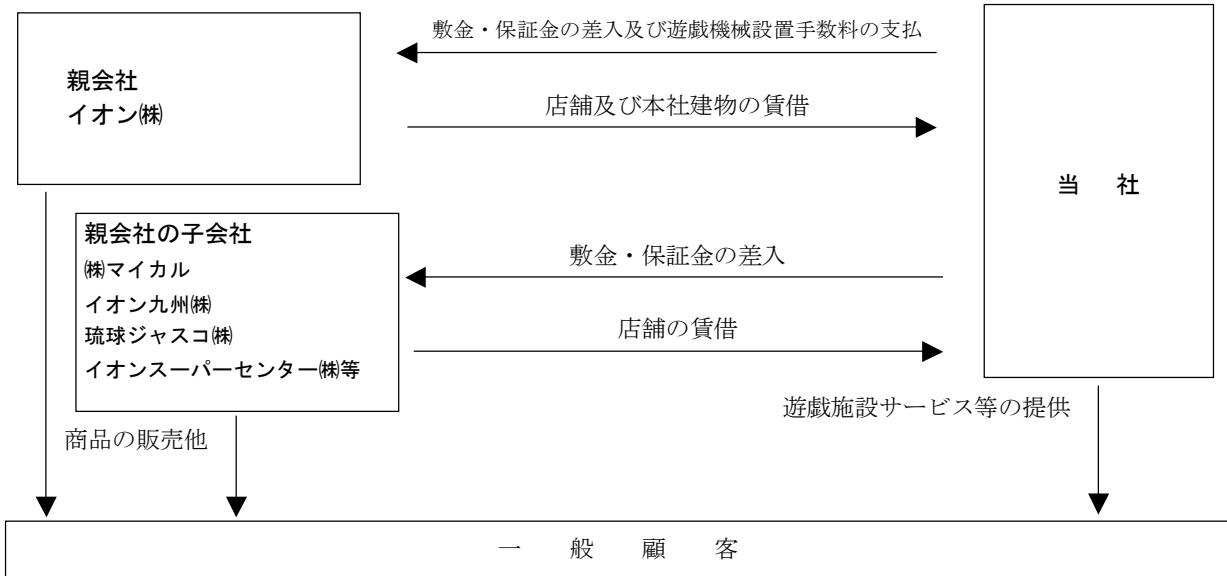 敷金・保証金の差入及び遊戯機械設置手数料の支払
親会社
イオン㈱
店舗及び本社建物の賃借
当 社
親会社の子会社
㈱マイカル
イオン九州㈱
琉球ジャスコ㈱
イオンスーパーセンター㈱等
敷金・保証金の差入
店舗の賃借
遊戯施設サービス等の提供
商品の販売他
一 般 顧 客